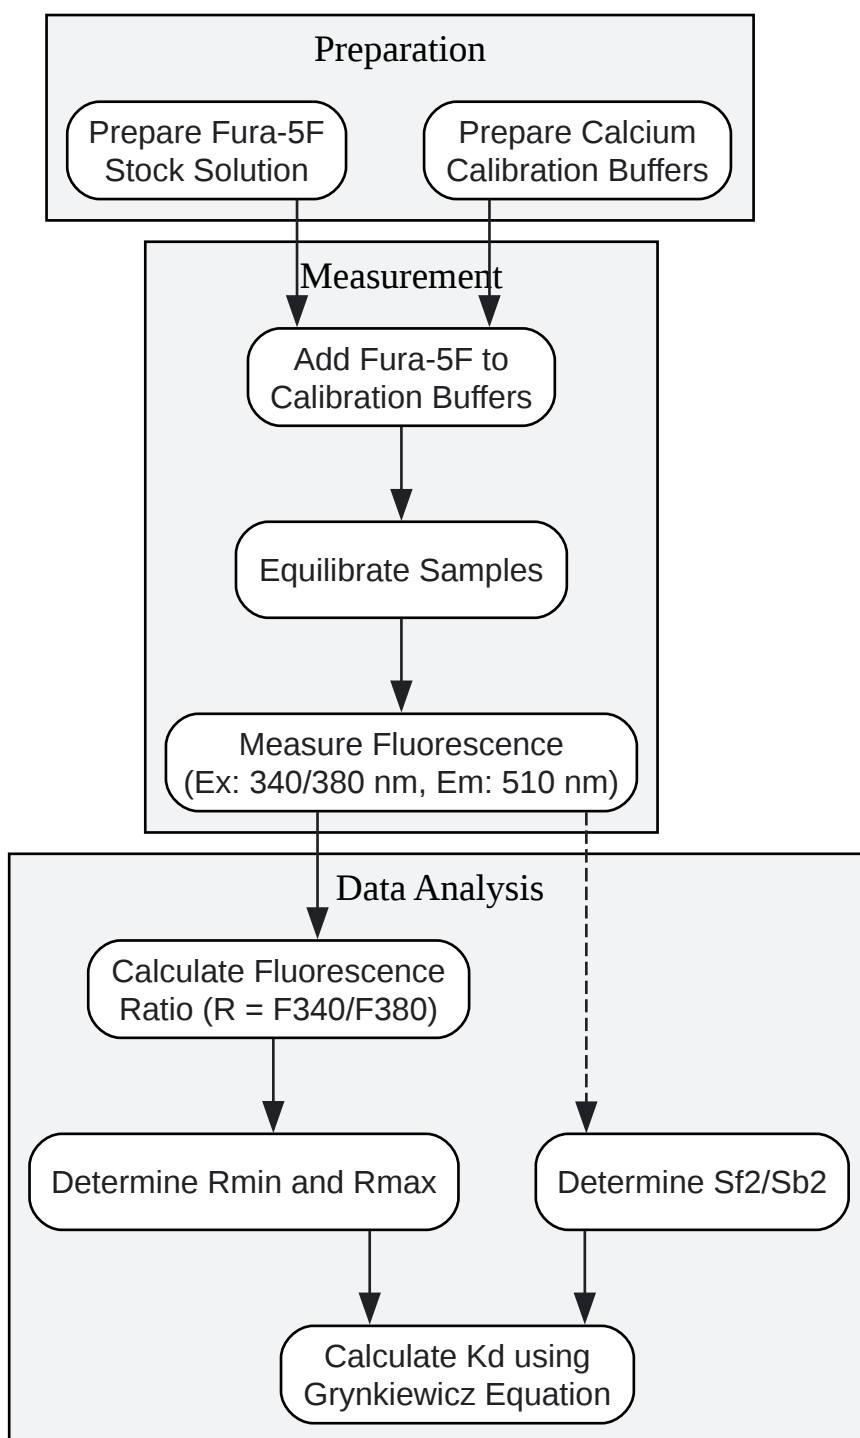 Preparation
Prepare Fura-5F
Stock Solution
Prepare Calcium
Calibration Buffers
Measurement
Add Fura-5F to
Calibration Buffers
Equilibrate Samples
Measure Fluorescence
(Ex: 340/380 nm, Em: 510 nm)
Data Analysis
Calculate Fluorescence
Ratio (R = F340/F380)
Determine Rmin and Rmax
Determine Sf2/Sb2
Calculate Kd using
Grynkiewicz Equation